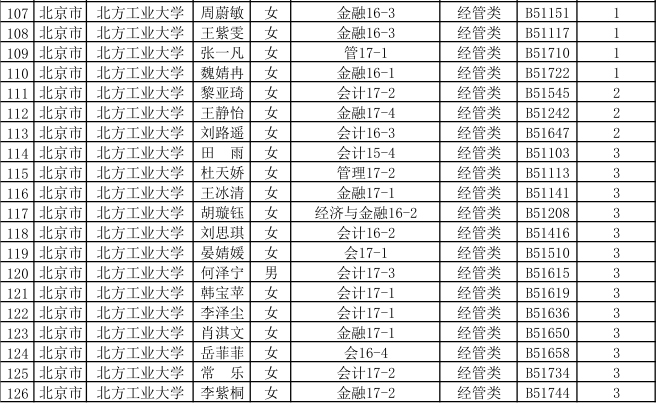 107 北京市 北方工业大学 周蔚敏 女 金融16-3 经管类 B51151 1
108 北京市 北方工业大学 王紫雯 女 金融16-3 经管类 B51117 1
109 北京市 北方工业大学 张一凡 女 管17-1 经管类 B51710 1
110 北京市 北方工业大学 魏婧冉 女 金融16-1 经管类 B51722 1
111 北京市 北方工业大学 黎亚琦 女 会计17-2 经管类 B51545 2
112 北京市 北方工业大学 王静怡 女 金融17-4 经管类 B51242 2
113 北京市 北方工业大学 刘路遥 女 会计16-3 经管类 B51647 2
114 北京市 北方工业大学 田　雨 女 会计15-4 经管类 B51103 3
115 北京市 北方工业大学 杜天娇 女 管理17-2 经管类 B51113 3
116 北京市 北方工业大学 王冰清 女 金融17-1 经管类 B51141 3
117 北京市 北方工业大学 胡璇钰 女 经济与金融16-2 经管类 B51208 3
118 北京市 北方工业大学 刘思琪 女 会计16-2 经管类 B51416 3
119 北京市 北方工业大学 晏婧媛 女 会17-1 经管类 B51510 3
120 北京市 北方工业大学 何泽宁 男 会计17-3 经管类 B51615 3
121 北京市 北方工业大学 韩宝苹 女 会计17-1 经管类 B51619 3
122 北京市 北方工业大学 李泽尘 女 会计17-1 经管类 B51636 3
123 北京市 北方工业大学 肖淇文 女 金融17-1 经管类 B51650 3
124 北京市 北方工业大学 岳菲菲 女 会16-4 经管类 B51658 3
125 北京市 北方工业大学 常　乐 女 会计17-2 经管类 B51734 3
126 北京市 北方工业大学 李紫桐 女 金融17-2 经管类 B51744 3